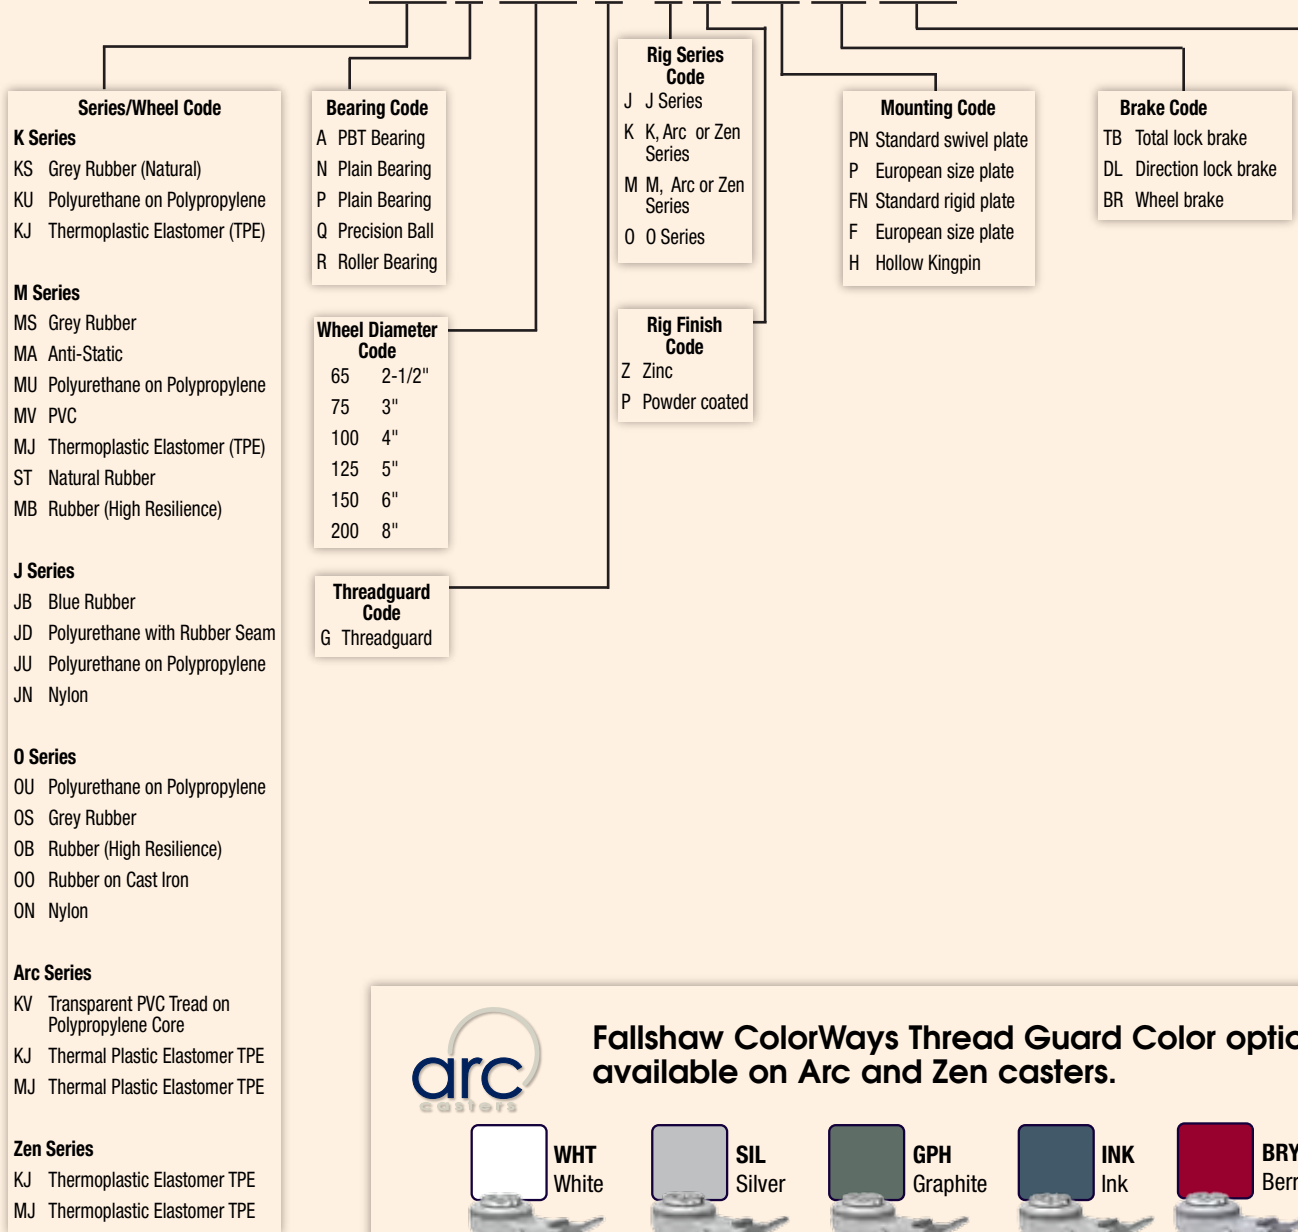 Series/Wheel Code
K Series
KS Grey Rubber (Natural)
KU Polyurethane on Polypropylene
KJ Thermoplastic Elastomer (TPE)
M Series
MS Grey Rubber
MA Anti-Static
MU Polyurethane on Polypropylene
MV PVC
MJ Thermoplastic Elastomer (TPE)
ST Natural Rubber
MB Rubber (High Resilience)
J Series
JB Blue Rubber
JD Polyurethane with Rubber Seam
JU Polyurethane on Polypropylene
JN Nylon
O Series
OU Polyurethane on Polypropylene
OS Grey Rubber
OB Rubber (High Resilience)
OO Rubber on Cast Iron
ON Nylon
Arc Series
KV Transparent PVC Tread on
Polypropylene Core
KJ Thermal Plastic Elastomer TPE
MJ Thermal Plastic Elastomer TPE
Zen Series
KJ Thermoplastic Elastomer TPE
MJ Thermoplastic Elastomer TPE
Bearing Code
A PBT Bearing
N Plain Bearing
P Plain Bearing
Q Precision Ball
R Roller Bearing
Wheel Diameter
Code
65 2-1/2"
75 3"
100 4"
125 5"
150 6"
200 8"
Threadguard
Code
G Threadguard
Rig Series
Code
J J Series
K K, Arc or Zen
Series
M M, Arc or Zen
Series
O O Series
Rig Finish
Code
Z Zinc
P Powder coated
Mounting Code
PN Standard swivel plate
P European size plate
FN Standard rigid plate
F European size plate
H Hollow Kingpin
Brake Code
TB Total lock brake
DL Direction lock brake
BR Wheel brake
arc
casters
Fallshaw ColorWays Thread Guard Color optio
available on Arc and Zen casters.
WHT
White
SIL
Silver
GPH
Graphite
INK
Ink
BRY
Berr